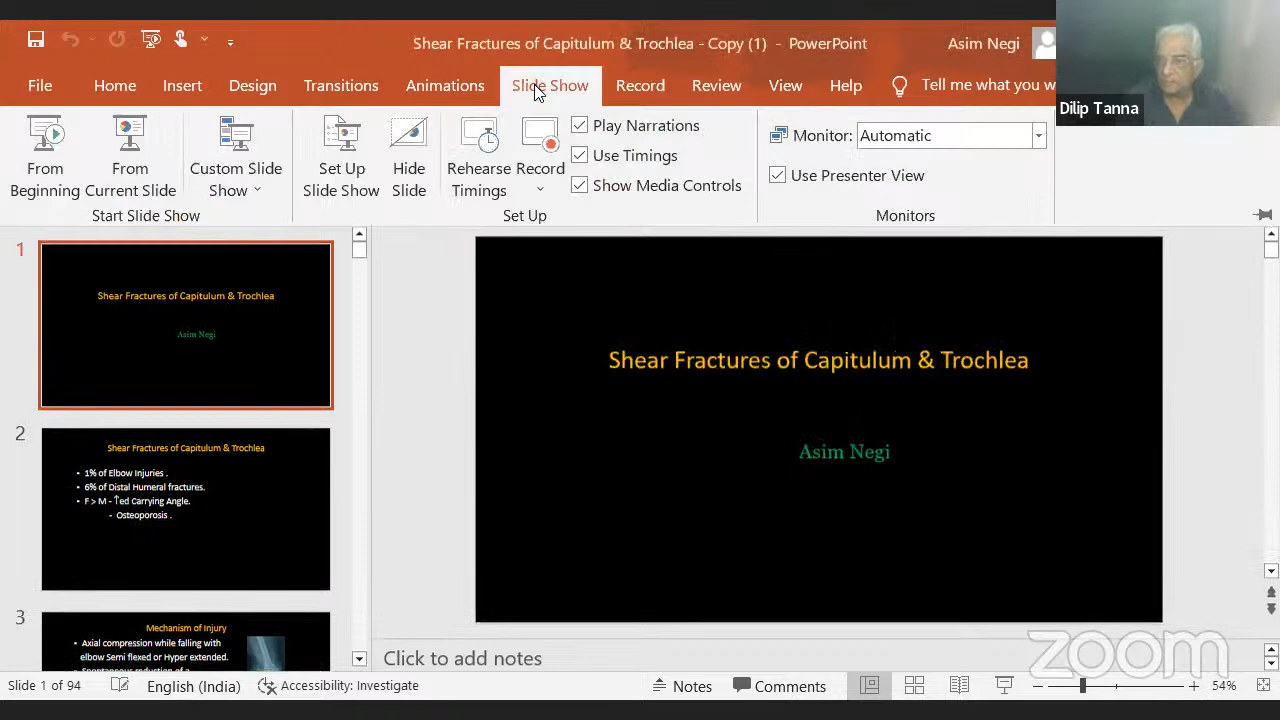 Shear Fractures of Capitulum & Trochlea - Copy (1) - PowerPoint
Asim Negi
Dilip Tanna
File Home Insert Design Transitions Animations Slide Show Record Review View Help Tell me what you w
From Beginning
From Current Slide
Custom Slide Show
Start Slide Show
Set Up Slide Show
Hide Slide
Rehearse Timings
Record
Play Narrations
Use Timings
Show Media Controls
Set Up
Monitor: Automatic
Use Presenter View
Monitors
1
Shear Fractures of Capitulum & Trochlea
Asim Negi
2
Shear Fractures of Capitulum & Trochlea
• 1% of Elbow Injuries .
• 6% of Distal Humeral fractures.
• F > M - ↑ed Carrying Angle.
- Osteoporosis .
3
Mechanism of Injury
• Axial compression while falling with
elbow Semi flexed or Hyper extended.
Shear Fractures of Capitulum & Trochlea
Asim Negi
Click to add notes
zoom
Slide 1 of 94 English (India) Accessibility: Investigate Notes Comments 54%